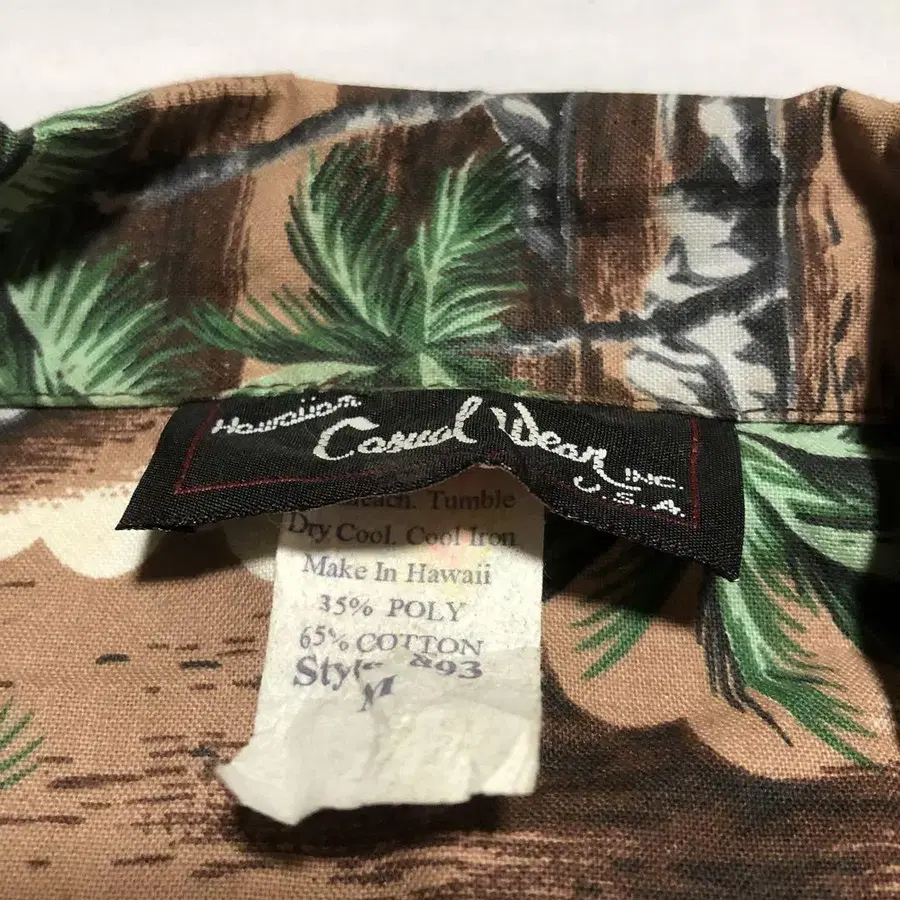 Hawaiian
Casual Wear INC.
U.S.A.
Tumble
Dry Cool. Cool Iron
Make In Hawaii
35% POLY
65% COTTON
893
M